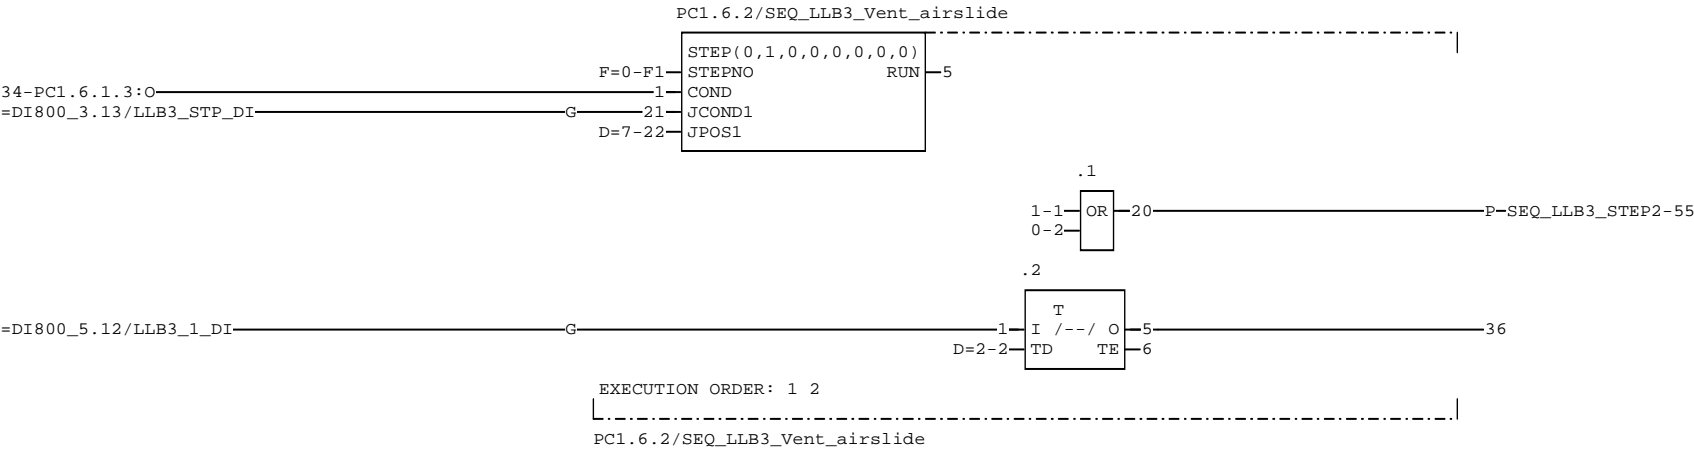 PC1.6.2/SEQ_LLB3_Vent_airslide
STEP(0,1,0,0,0,0,0,0)
F=0-F1 STEPNO RUN 5
34-PC1.6.1.3:O 1 COND
=DI800_3.13/LLB3_STP_DI G 21 JCOND1
D=7-22 JPOS1
.1
1-1 OR 20 P-SEQ_LLB3_STEP2-55
0-2
.2
T
=DI800_5.12/LLB3_1_DI G 1 I /--/ O 5 36
D=2-2 TD TE 6
EXECUTION ORDER: 1 2
PC1.6.2/SEQ_LLB3_Vent_airslide